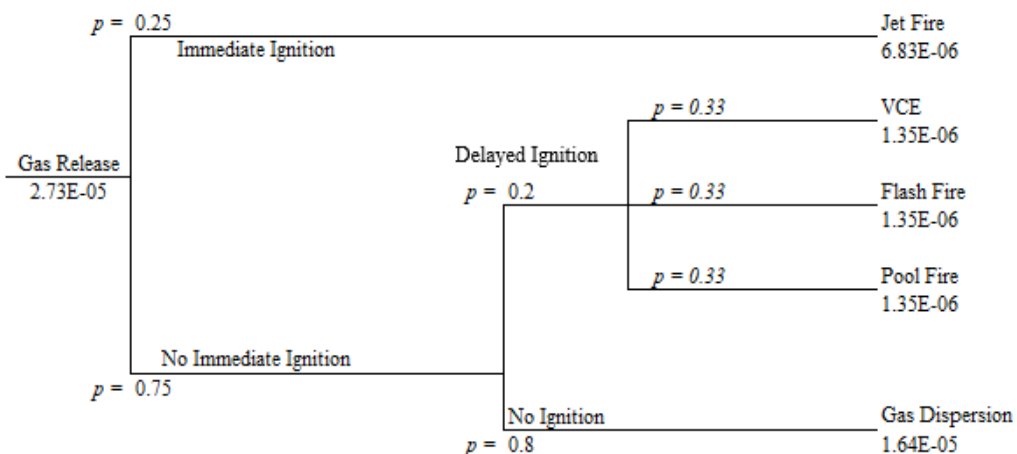 p = 0.25
Jet Fire
Immediate Ignition
6.83E-06
p = 0.33
VCE
1.35E-06
Delayed Ignition
Gas Release
2.73E-05
p = 0.2
p = 0.33
Flash Fire
1.35E-06
p = 0.33
Pool Fire
1.35E-06
No Immediate Ignition
p = 0.75
No Ignition
Gas Dispersion
p = 0.8
1.64E-05